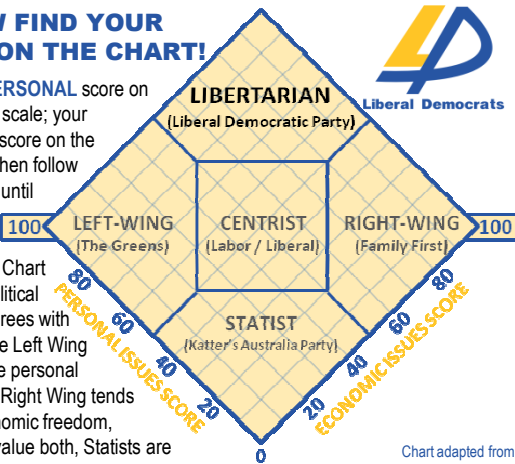 W FIND YOUR
ON THE CHART!
PERSONAL score on
scale; your
score on the
hen follow
until
Chart
litical
rees with
e Left Wing
e personal
Right Wing tends
nomic freedom,
value both, Statists are
Liberal Democrats
LIBERTARIAN
(Liberal Democratic Party)
100
LEFT-WING
(The Greens)
CENTRIST
(Labor / Liberal)
RIGHT-WING
(Family First)
100
STATIST
(Katter's Australia Party)
80
60
40
20
PERSONAL ISSUES SCORE
0
20
40
60
80
ECONOMIC ISSUES SCORE
Chart adapted from